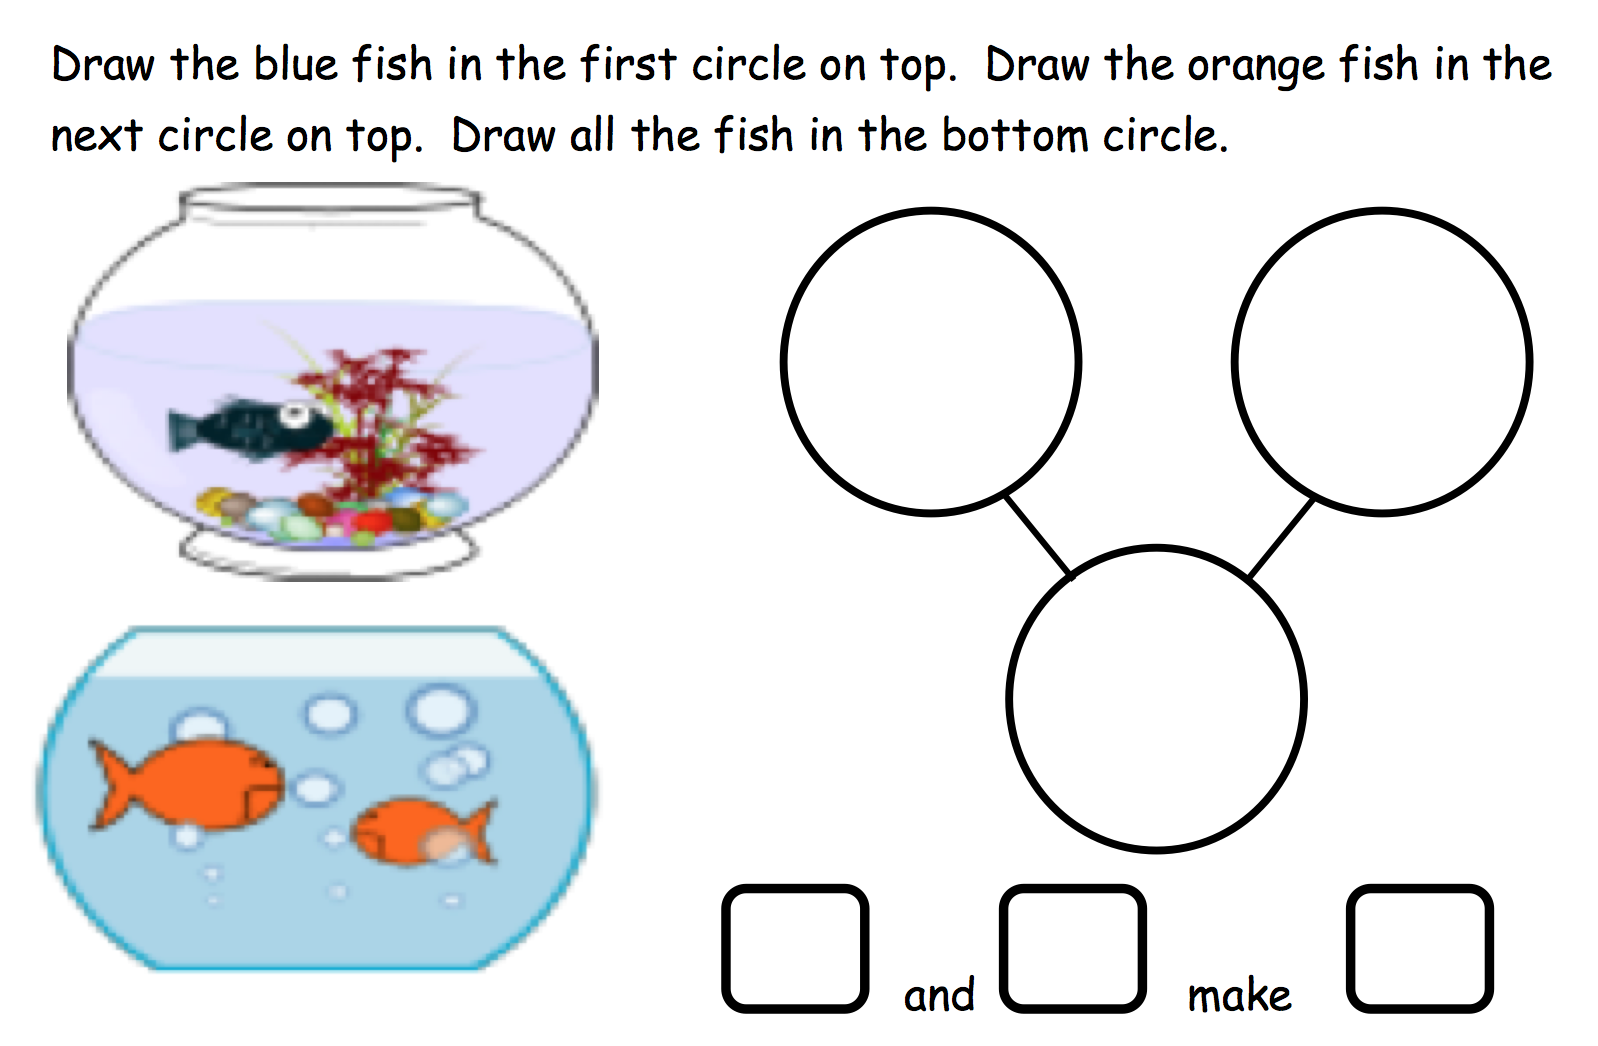 Draw the blue fish in the first circle on top.  Draw the orange fish in the
next circle on top.  Draw all the fish in the bottom circle.
and make